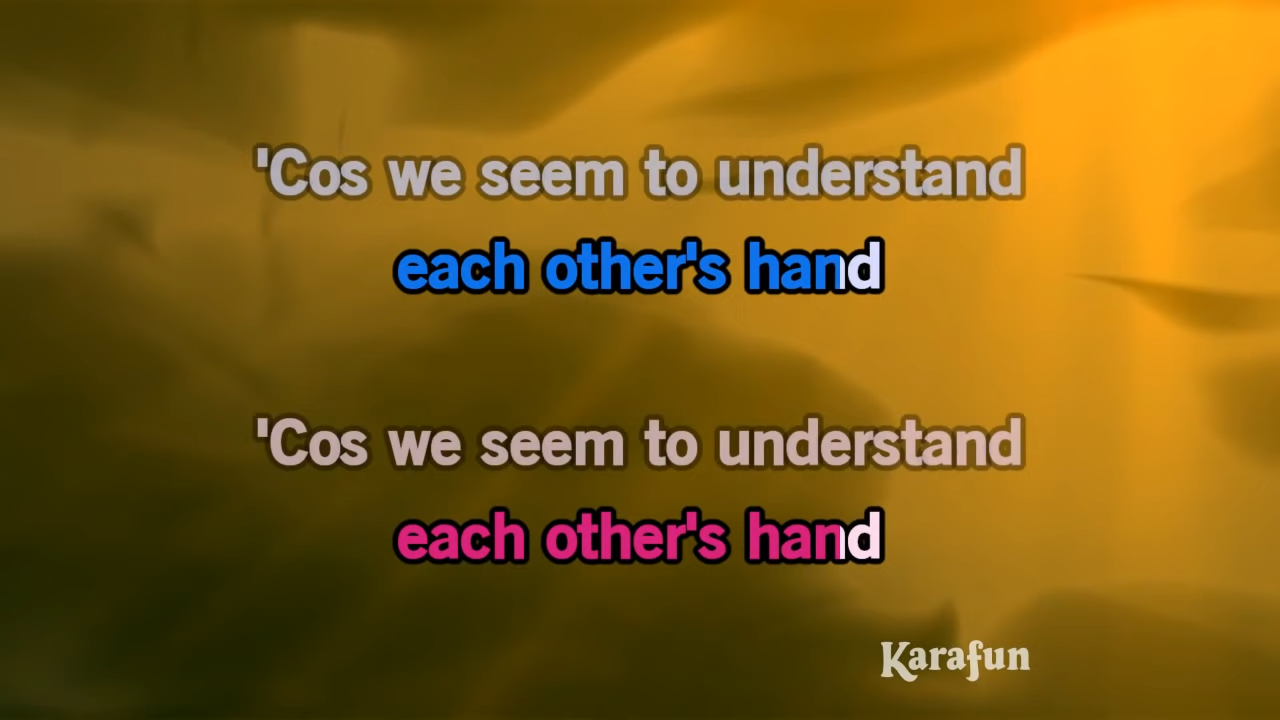 'Cos we seem to understand
each other's hand
'Cos we seem to understand
each other's hand
Karafun